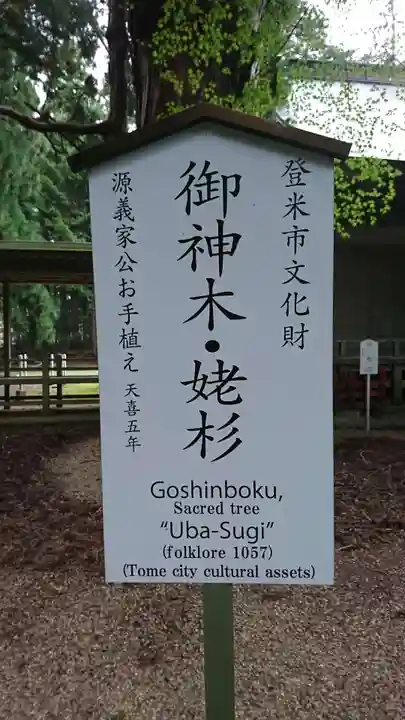 登米市文化財
御神木・姥杉
源義家公お手植え 天喜五年
Goshinboku,
Sacred tree
"Uba-Sugi"
(folklore 1057)
(Tome city cultural assets)